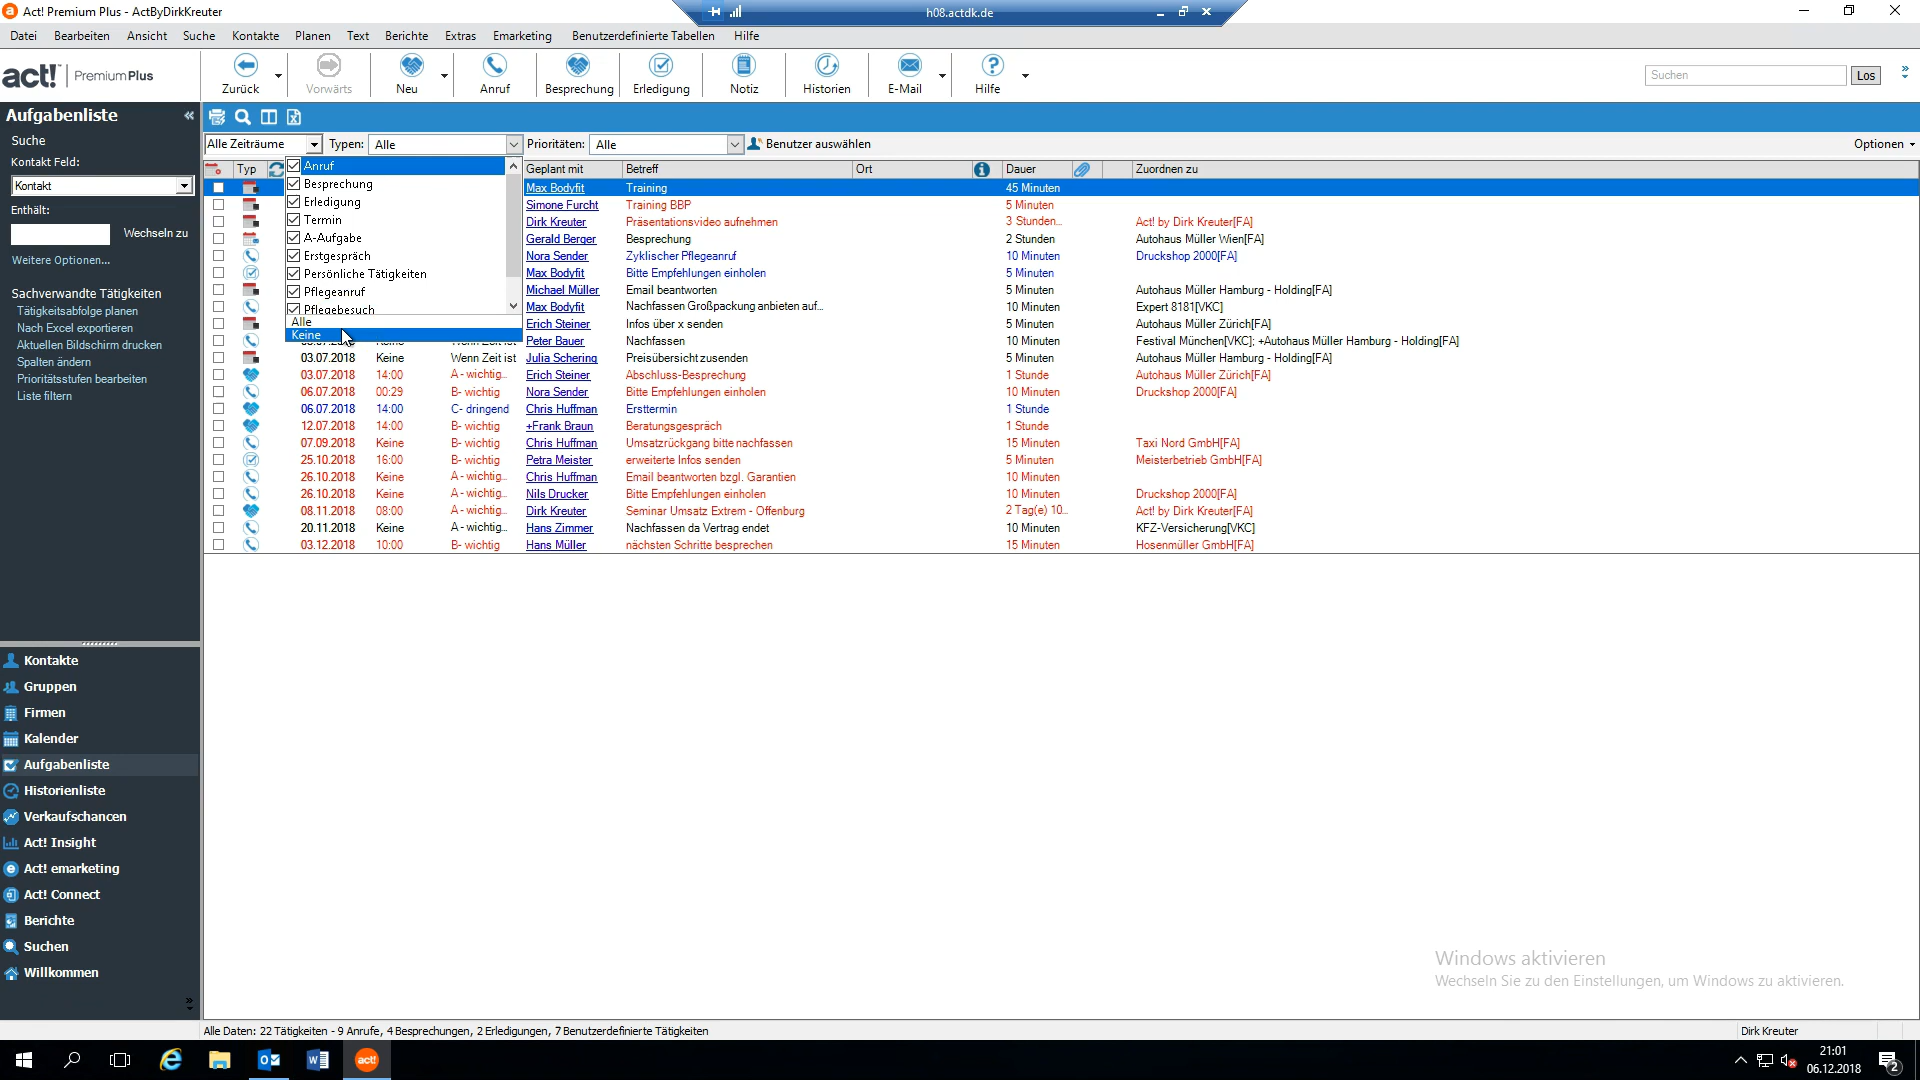 Act! Premium Plus - ActByDirkKreuter
h08.actdk.de
Datei Bearbeiten Ansicht Suche Kontakte Planen Text Berichte Extras Emarketing Benutzerdefinierte Tabellen Hilfe
act! PremiumPlus
Zurück Vorwärts Neu Anruf Besprechung Erledigung Notiz Historien E-Mail Hilfe
Suchen Los
Aufgabenliste
Suche
Kontakt Feld:
Kontakt
Enthält:
Wechseln zu
Weitere Optionen...
Sachverwandte Tätigkeiten
Tätigkeitsabfolge planen
Nach Excel exportieren
Aktuellen Bildschirm drucken
Spalten ändern
Prioritätsstufen bearbeiten
Liste filtern
Kontakte
Gruppen
Firmen
Kalender
Aufgabenliste
Historienliste
Verkaufschancen
Act! Insight
Act! emarketing
Act! Connect
Berichte
Suchen
Willkommen
Alle Zeiträume Typen: Alle Prioritäten: Alle Benutzer auswählen Optionen
Anruf
Besprechung
Erledigung
Termin
A-Aufgabe
Erstgespräch
Persönliche Tätigkeiten
Pflegeanruf
Pflegebesuch
Alle
Keine
Typ Geplant mit Betreff Ort Dauer Zuordnen zu
Max Bodyfit Training 45 Minuten
Simone Furcht Training BBP 5 Minuten
Dirk Kreuter Präsentationsvideo aufnehmen 3 Stunden... Act! by Dirk Kreuter[FA]
Gerald Berger Besprechung 2 Stunden Autohaus Müller Wien[FA]
Nora Sender Zyklischer Pflegeanruf 10 Minuten Druckshop 2000[FA]
Max Bodyfit Bitte Empfehlungen einholen 5 Minuten
Michael Müller Email beantworten 5 Minuten Autohaus Müller Hamburg - Holding[FA]
Max Bodyfit Nachfassen Großpackung anbieten auf... 10 Minuten Expert 8181[VKC]
Erich Steiner Infos über x senden 5 Minuten Autohaus Müller Zürich[FA]
Peter Bauer Nachfassen 10 Minuten Festival München[VKC]; +Autohaus Müller Hamburg - Holding[FA]
03.07.2018 Keine Wenn Zeit ist Julia Schering Preisübersicht zusenden 5 Minuten Autohaus Müller Hamburg - Holding[FA]
03.07.2018 14:00 A - wichtig... Erich Steiner Abschluss-Besprechung 1 Stunde Autohaus Müller Zürich[FA]
06.07.2018 00:29 B- wichtig Nora Sender Bitte Empfehlungen einholen 10 Minuten Druckshop 2000[FA]
06.07.2018 14:00 C- dringend Chris Huffman Ersttermin 1 Stunde
12.07.2018 14:00 B- wichtig +Frank Braun Beratungsgespräch 1 Stunde
07.09.2018 Keine B- wichtig Chris Huffman Umsatzrückgang bitte nachfassen 15 Minuten Taxi Nord GmbH[FA]
25.10.2018 16:00 B- wichtig Petra Meister erweiterte Infos senden 5 Minuten Meisterbetrieb GmbH[FA]
26.10.2018 Keine A - wichtig... Chris Huffman Email beantworten bzgl. Garantien 10 Minuten
26.10.2018 Keine A - wichtig... Nils Drucker Bitte Empfehlungen einholen 10 Minuten Druckshop 2000[FA]
08.11.2018 08:00 A - wichtig... Dirk Kreuter Seminar Umsatz Extrem - Offenburg 2 Tag(e) 10... Act! by Dirk Kreuter[FA]
20.11.2018 Keine A - wichtig... Hans Zimmer Nachfassen da Vertrag endet 10 Minuten KFZ-Versicherung[VKC]
03.12.2018 10:00 B- wichtig Hans Müller nächsten Schritte besprechen 15 Minuten Hosenmüller GmbH[FA]
Windows aktivieren
Wechseln Sie zu den Einstellungen, um Windows zu aktivieren.
Alle Daten: 22 Tätigkeiten - 9 Anrufe, 4 Besprechungen, 2 Erledigungen, 7 Benutzerdefinierte Tätigkeiten
Dirk Kreuter
act!
21:01
06.12.2018
2